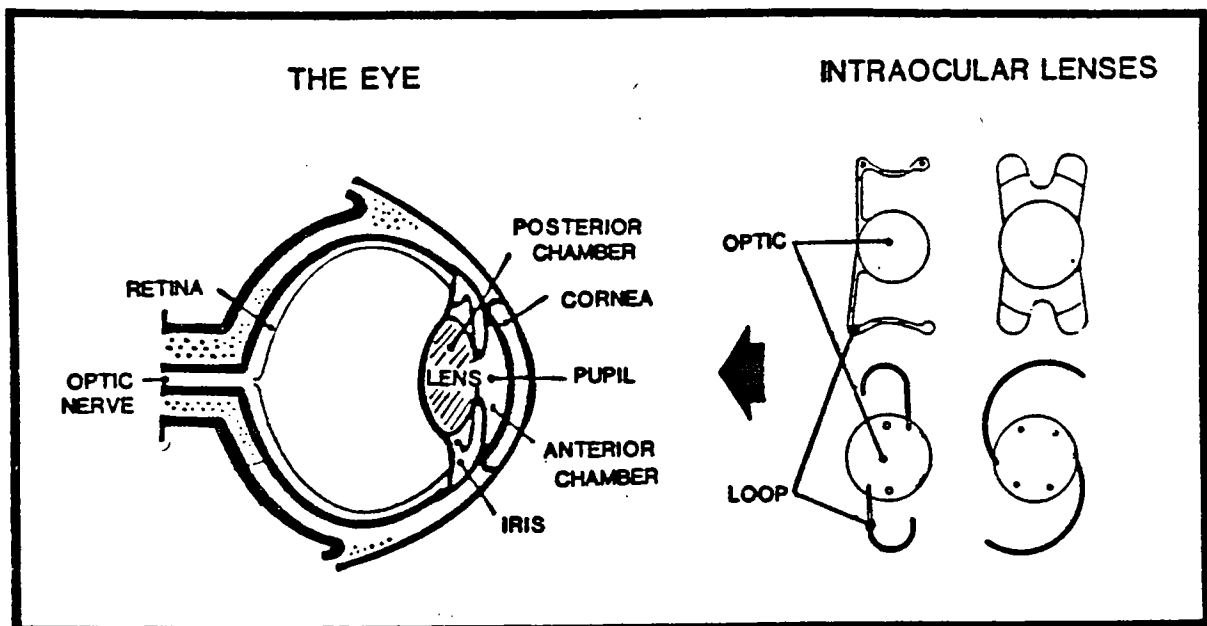 THE EYE
INTRAOCULAR LENSES
POSTERIOR
CHAMBER
RETINA
CORNEA
LENS
PUPIL
OPTIC
NERVE
ANTERIOR
CHAMBER
IRIS
OPTIC
LOOP